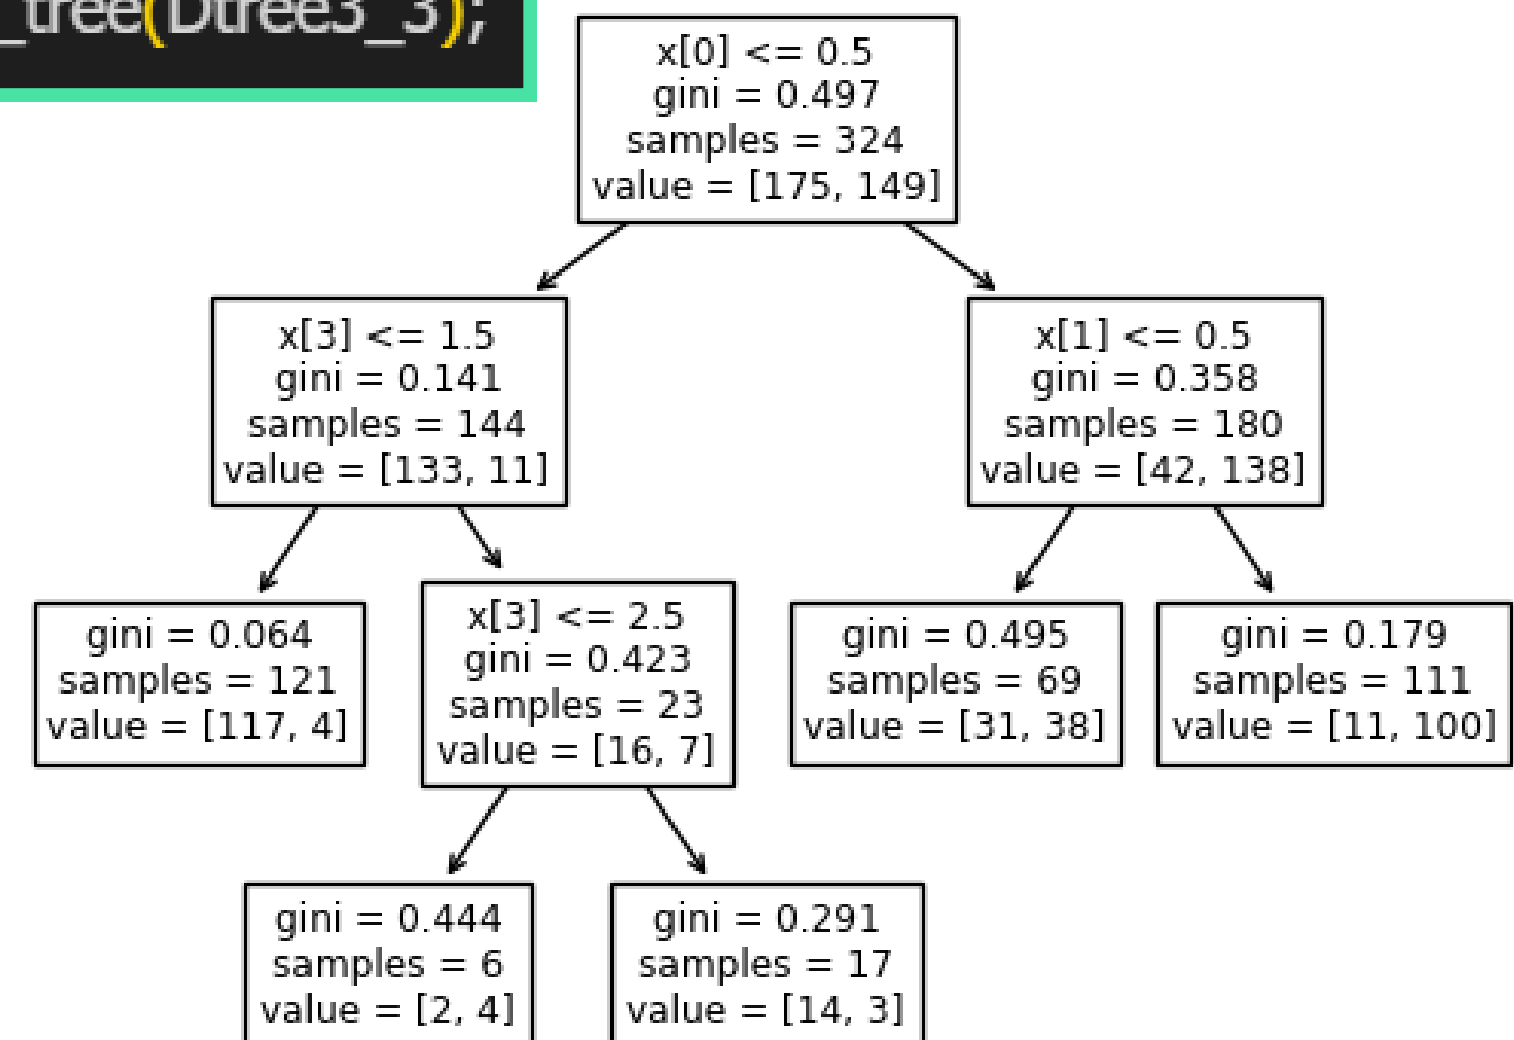 _tree(Dtree3_3);
x[0] <= 0.5
gini = 0.497
samples = 324
value = [175, 149]
x[3] <= 1.5
gini = 0.141
samples = 144
value = [133, 11]
x[1] <= 0.5
gini = 0.358
samples = 180
value = [42, 138]
gini = 0.064
samples = 121
value = [117, 4]
x[3] <= 2.5
gini = 0.423
samples = 23
value = [16, 7]
gini = 0.495
samples = 69
value = [31, 38]
gini = 0.179
samples = 111
value = [11, 100]
gini = 0.444
samples = 6
value = [2, 4]
gini = 0.291
samples = 17
value = [14, 3]